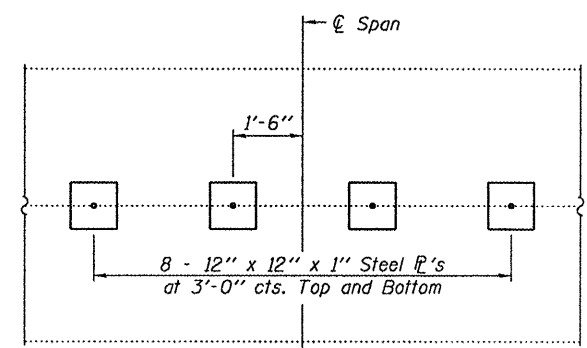 ℄ Span
1'-6"
8 - 12" x 12" x 1" Steel ℙ's
at 3'-0" cts. Top and Bottom